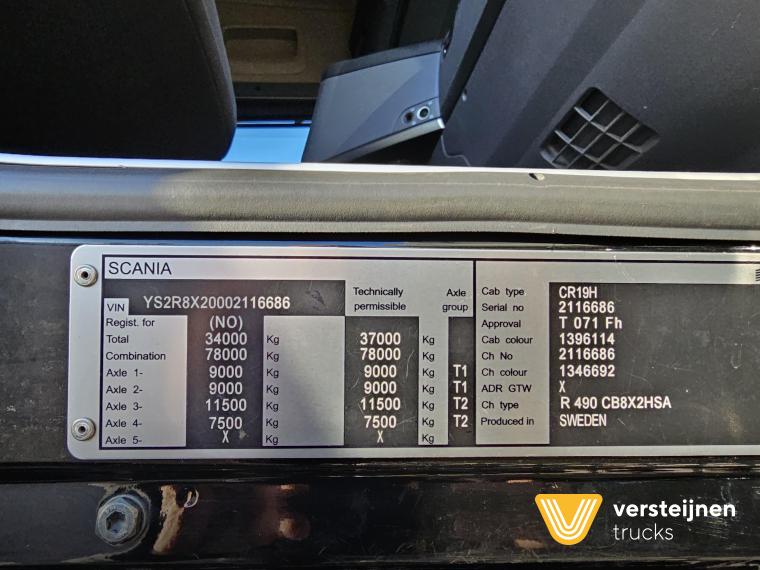 SCANIA
VIN YS2R8X20002116686 Technically permissible Axle group
Regist. for (NO)
Total 34000 Kg 37000 Kg
Combination 78000 Kg 78000 Kg
Axle 1- 9000 Kg 9000 Kg T1
Axle 2- 9000 Kg 9000 Kg T1
Axle 3- 11500 Kg 11500 Kg T2
Axle 4- 7500 Kg 7500 Kg T2
Axle 5- X Kg X Kg
Cab type CR19H
Serial no 2116686
Approval T 071 Fh
Cab colour 1396114
Ch No 2116686
Ch colour 1346692
ADR GTW X
Ch type R 490 CB8X2HSA
Produced in SWEDEN
versteijnen
trucks